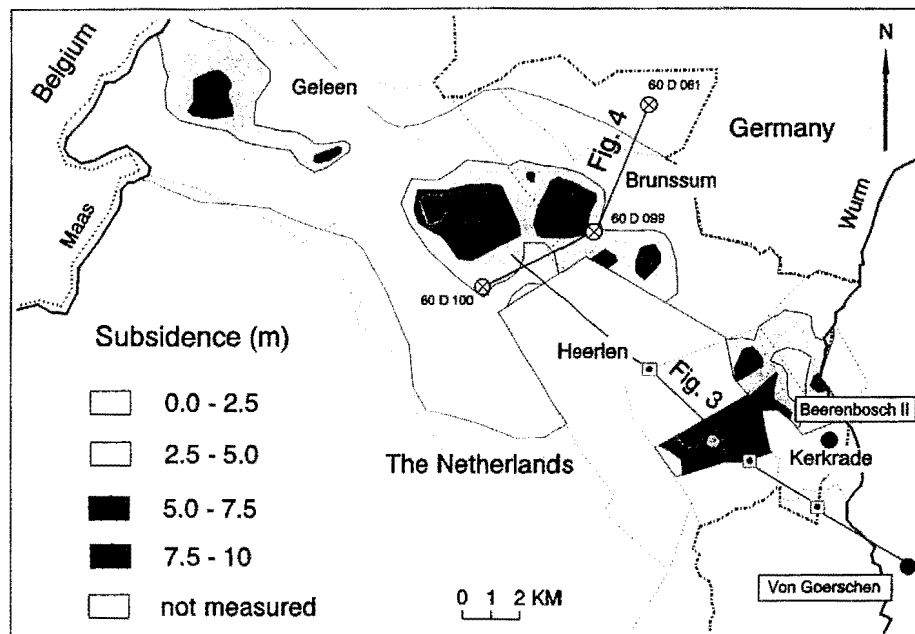 Belgium
Geleen
N
60 D 061
Germany
Fig. 4
Brunssum
Wurm
60 D 099
Maas
60 D 100
Subsidence (m)
Heerlen
Fig. 3
0.0 - 2.5
Beerenbosch II
2.5 - 5.0
The Netherlands
Kerkrade
5.0 - 7.5
7.5 - 10
Von Goerschen
not measured
0 1 2 KM